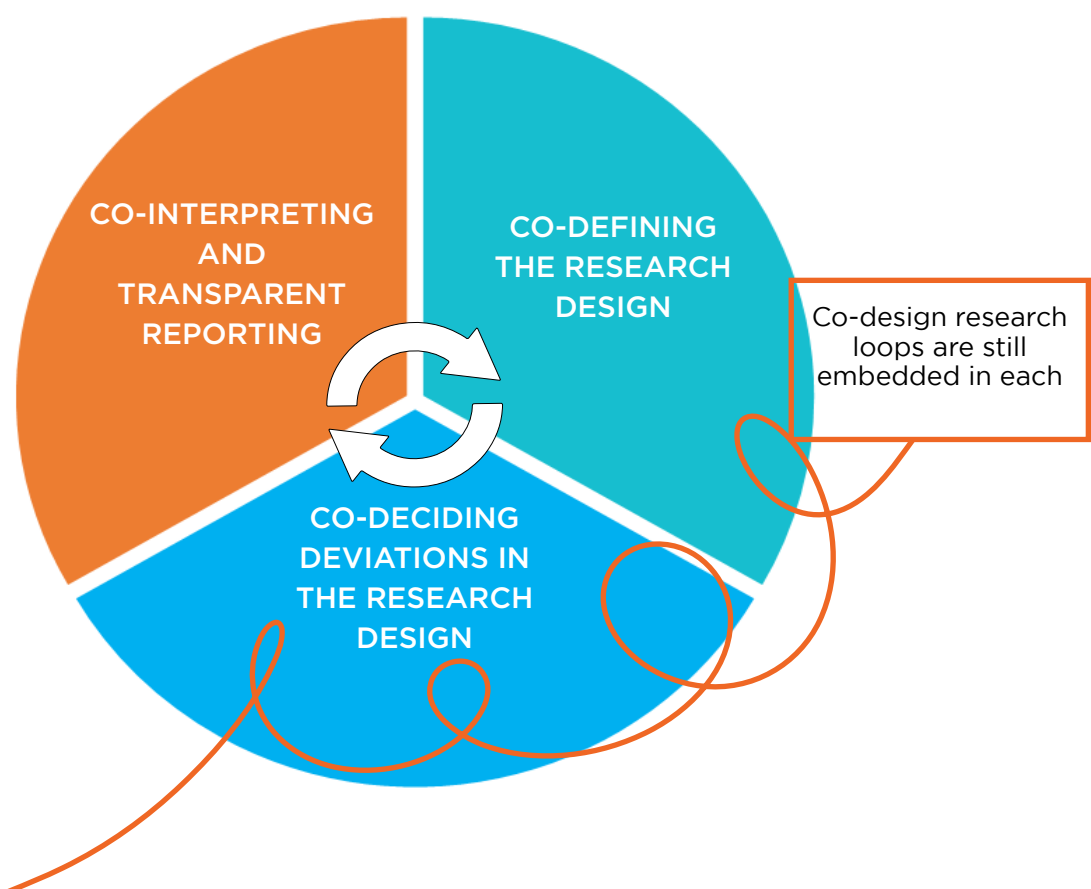 CO-INTERPRETING
AND
TRANSPARENT
REPORTING
CO-DEFINING
THE RESEARCH
DESIGN
Co-design research
loops are still
embedded in each
CO-DECIDING
DEVIATIONS IN
THE RESEARCH
DESIGN